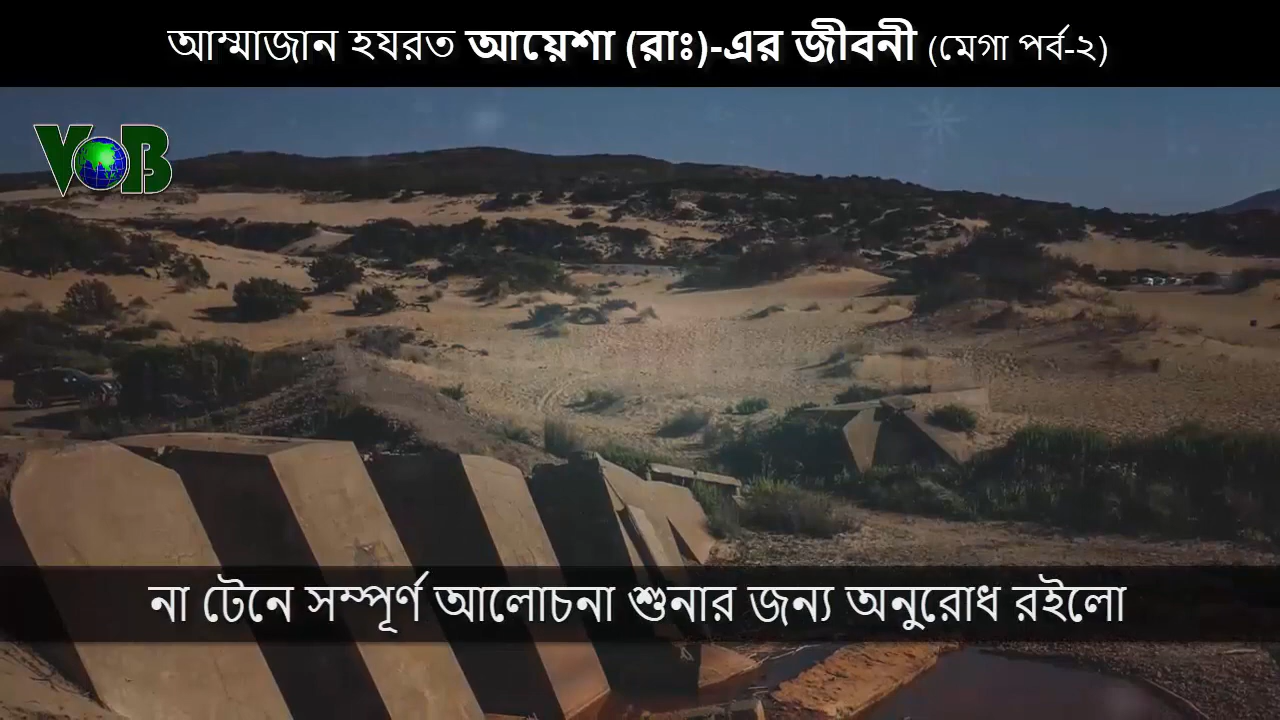 আম্মাজান হযরত আয়েশা (রাঃ)-এর জীবনী (মেগা পর্ব-২)
VOB
না টেনে সম্পূর্ণ আলোচনা শুনার জন্য অনুরোধ রইলো